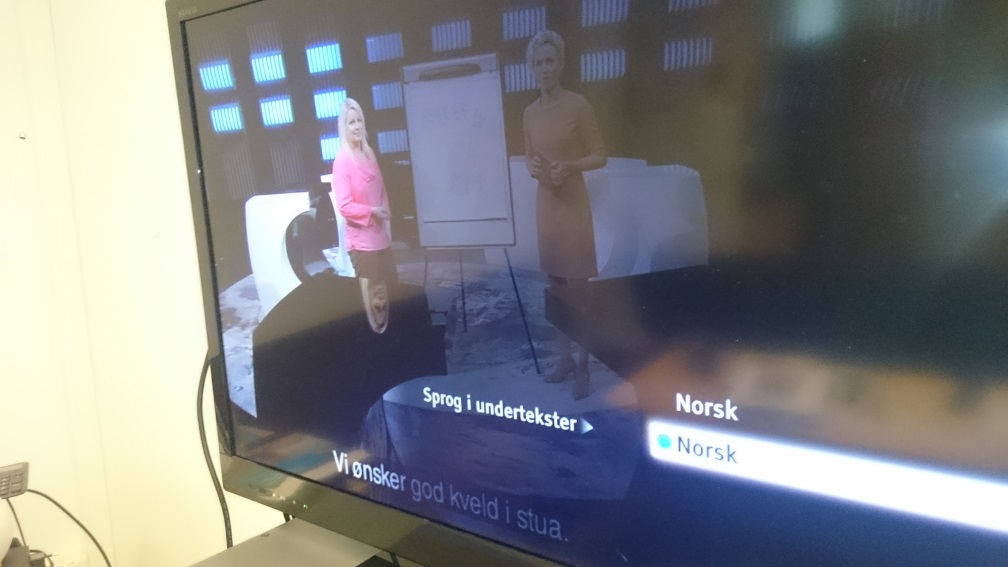 Sprog i undertekster
Norsk
Norsk
Vi ønsker god kveld i stua.